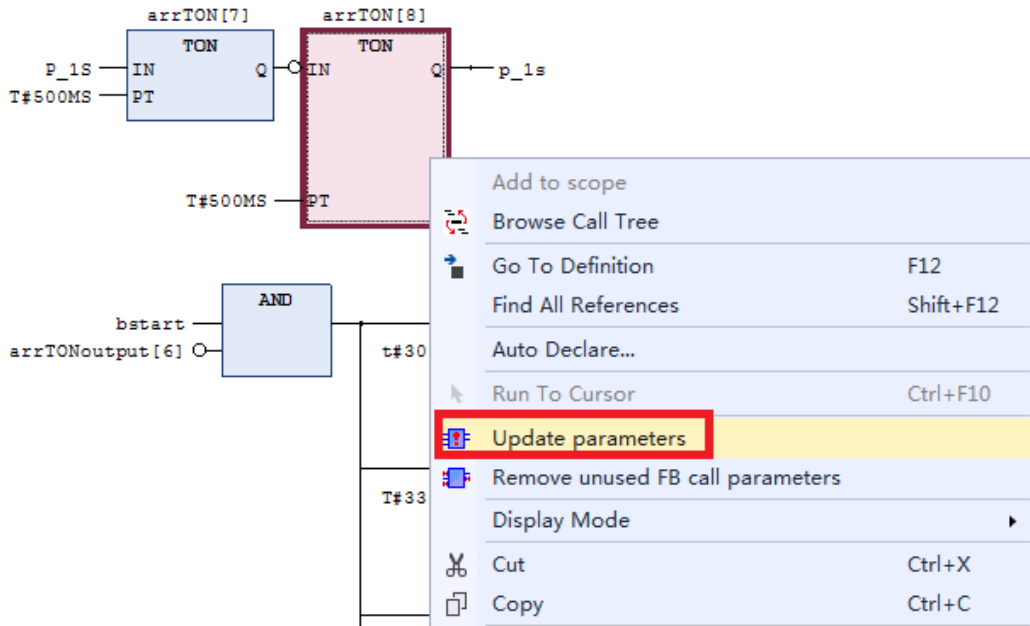 arrTON[7] arrTON[8]
TON TON
P_1S IN Q IN Q p_1s
T#500MS PT
T#500MS PT
AND
bstart
arrTONoutput[6]
t#30
T#33
Add to scope
Browse Call Tree
Go To Definition F12
Find All References Shift+F12
Auto Declare...
Run To Cursor Ctrl+F10
Update parameters
Remove unused FB call parameters
Display Mode
Cut Ctrl+X
Copy Ctrl+C